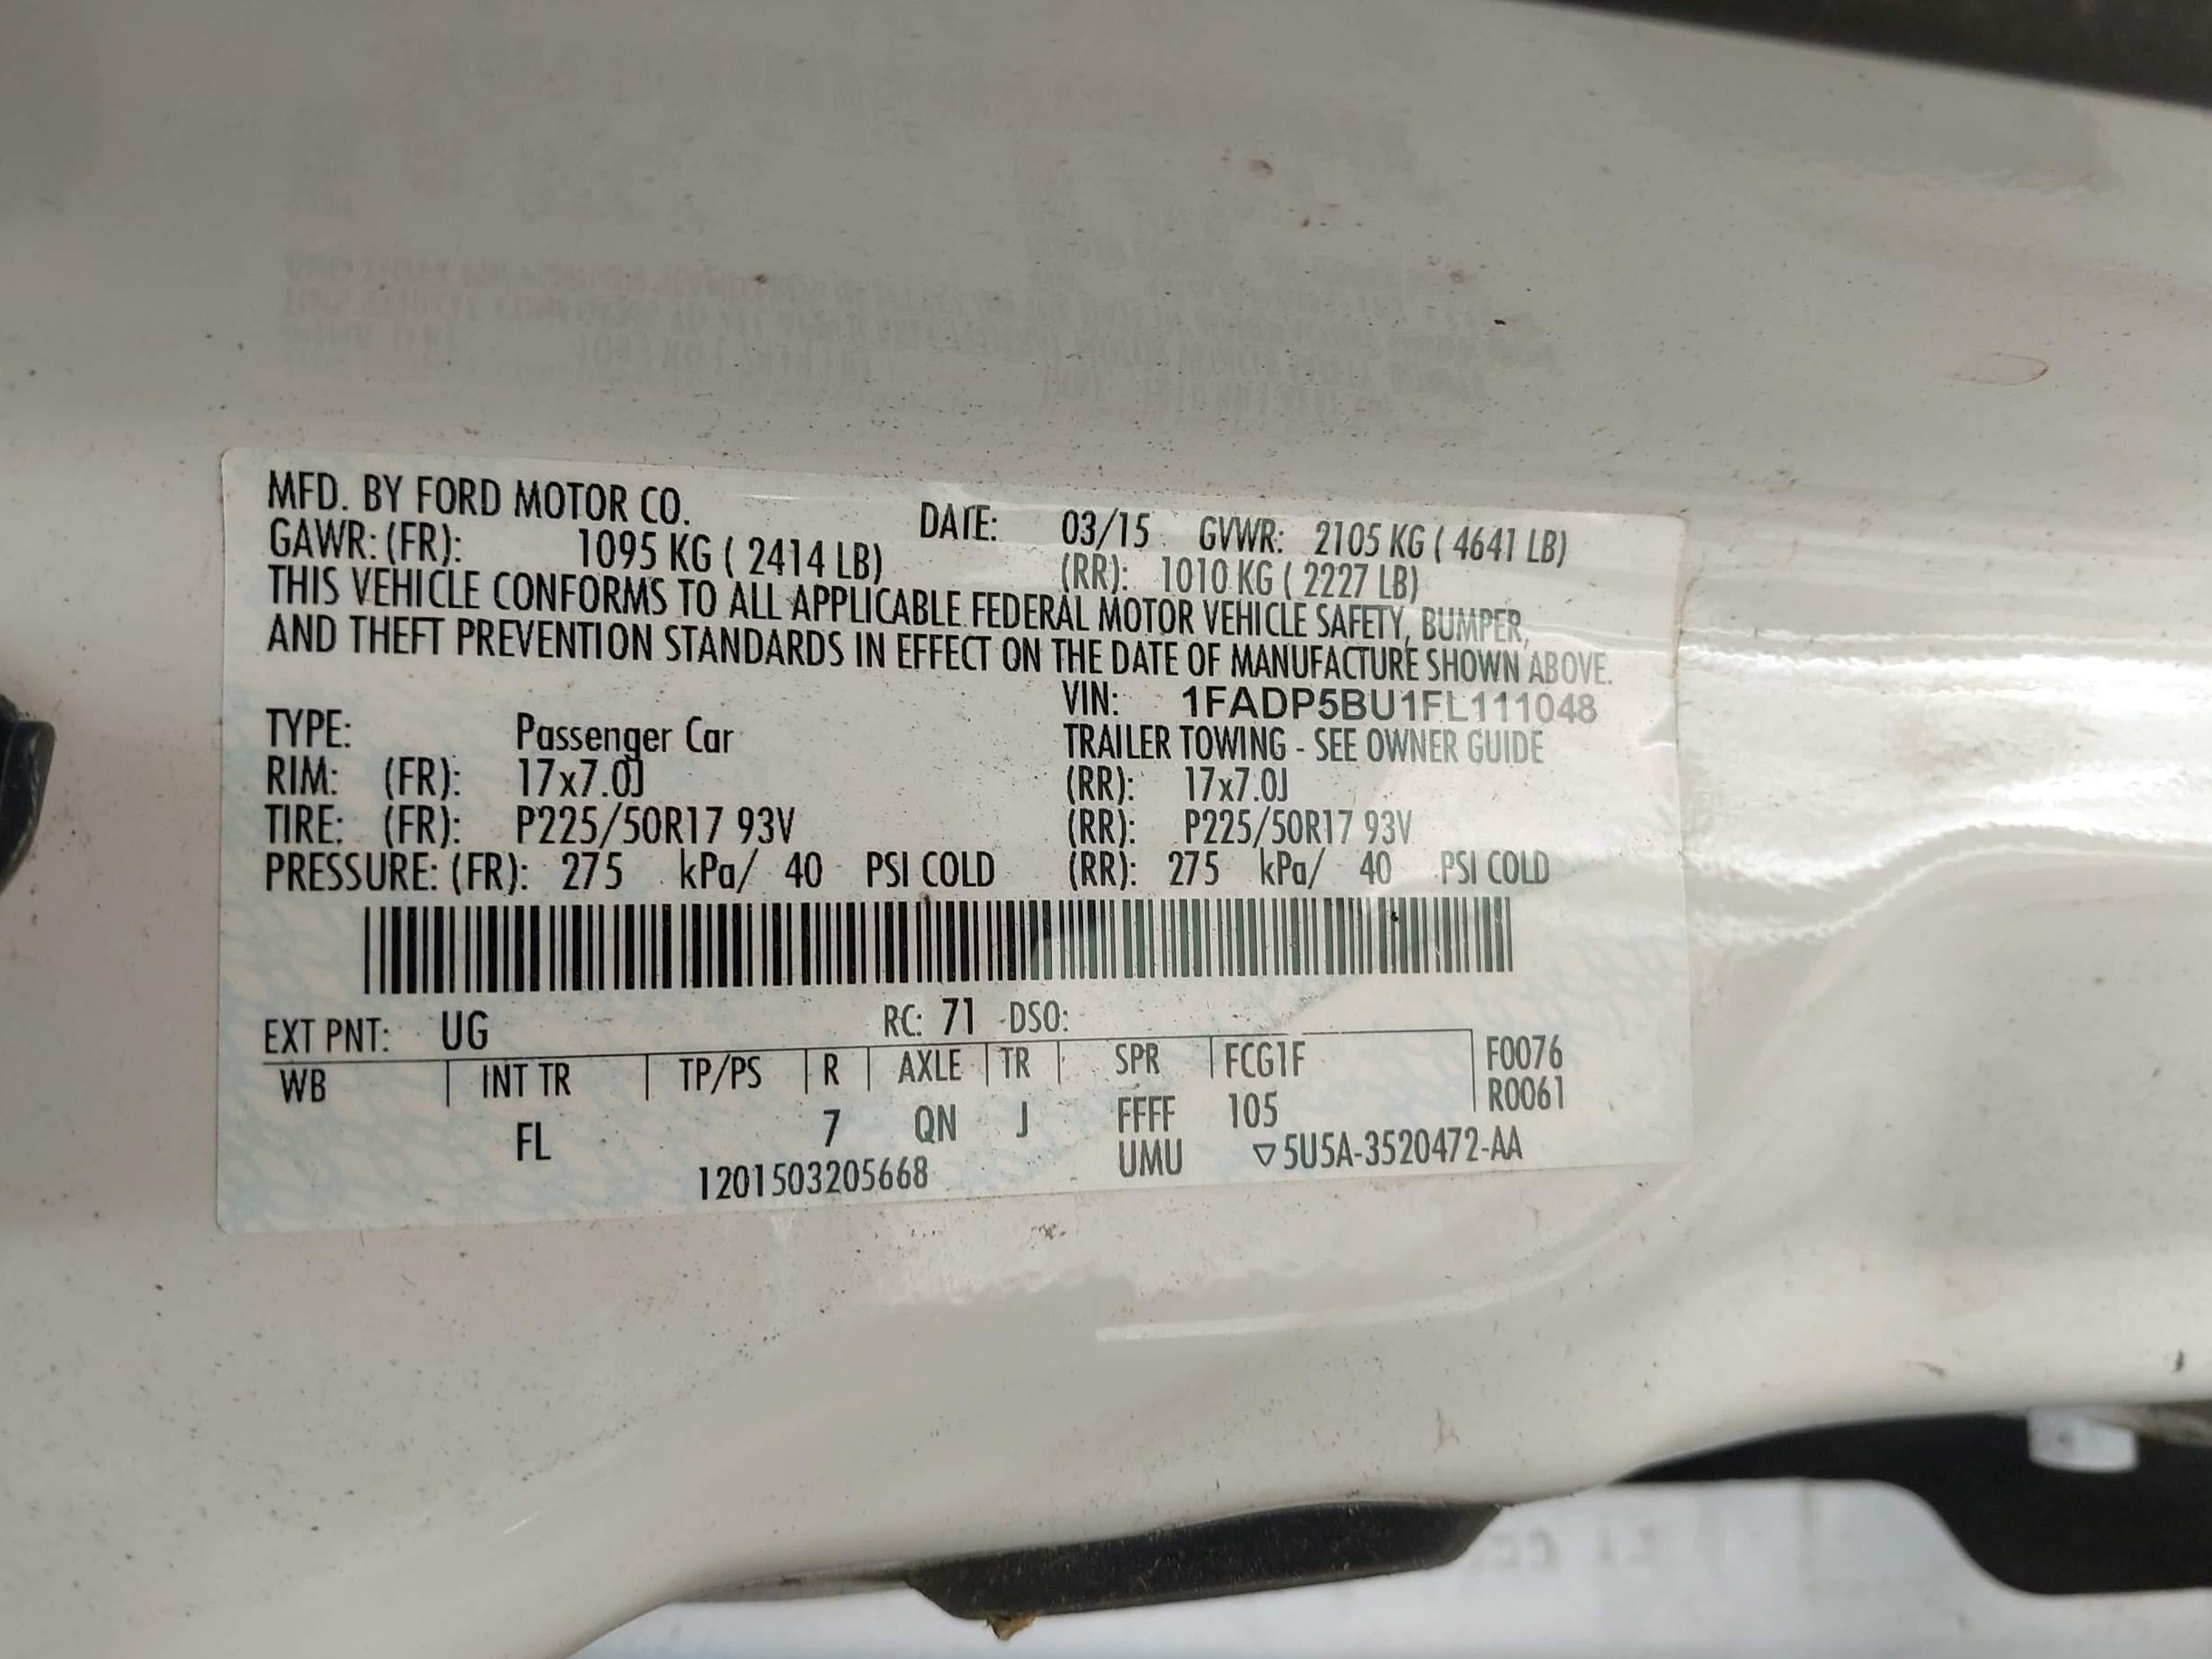 MFD. BY FORD MOTOR CO. DATE: 03/15 GVWR: 2105 KG ( 4641 LB)
GAWR: (FR): 1095 KG ( 2414 LB) (RR): 1010 KG ( 2227 LB)
THIS VEHICLE CONFORMS TO ALL APPLICABLE FEDERAL MOTOR VEHICLE SAFETY, BUMPER,
AND THEFT PREVENTION STANDARDS IN EFFECT ON THE DATE OF MANUFACTURE SHOWN ABOVE.
VIN: 1FADP5BU1FL111048
TYPE: Passenger Car TRAILER TOWING - SEE OWNER GUIDE
RIM: (FR): 17x7.0J (RR): 17x7.0J
TIRE: (FR): P225/50R17 93V (RR): P225/50R17 93V
PRESSURE: (FR): 275 kPa/ 40 PSI COLD (RR): 275 kPa/ 40 PSI COLD
EXT PNT: UG RC: 71 DSO:
WB INT TR TP/PS R AXLE TR SPR FCG1F F0076
R0061
FL 7 QN J FFFF 105
1201503205668 UMU ▽5U5A-3520472-AA